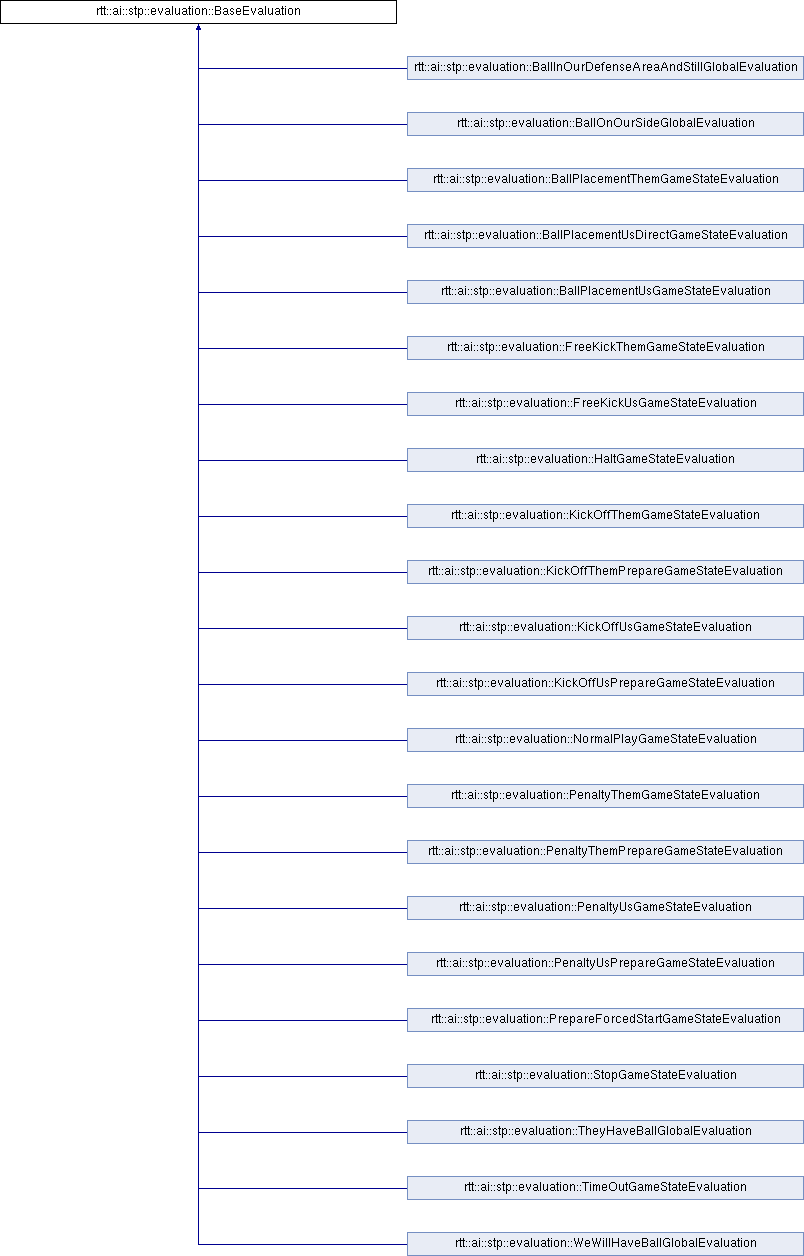 rtt::ai::stp::evaluation::BaseEvaluation
rtt::ai::stp::evaluation::BallInOurDefenseAreaAndStillGlobalEvaluation
rtt::ai::stp::evaluation::BallOnOurSideGlobalEvaluation
rtt::ai::stp::evaluation::BallPlacementThemGameStateEvaluation
rtt::ai::stp::evaluation::BallPlacementUsDirectGameStateEvaluation
rtt::ai::stp::evaluation::BallPlacementUsGameStateEvaluation
rtt::ai::stp::evaluation::FreeKickThemGameStateEvaluation
rtt::ai::stp::evaluation::FreeKickUsGameStateEvaluation
rtt::ai::stp::evaluation::HaltGameStateEvaluation
rtt::ai::stp::evaluation::KickOffThemGameStateEvaluation
rtt::ai::stp::evaluation::KickOffThemPrepareGameStateEvaluation
rtt::ai::stp::evaluation::KickOffUsGameStateEvaluation
rtt::ai::stp::evaluation::KickOffUsPrepareGameStateEvaluation
rtt::ai::stp::evaluation::NormalPlayGameStateEvaluation
rtt::ai::stp::evaluation::PenaltyThemGameStateEvaluation
rtt::ai::stp::evaluation::PenaltyThemPrepareGameStateEvaluation
rtt::ai::stp::evaluation::PenaltyUsGameStateEvaluation
rtt::ai::stp::evaluation::PenaltyUsPrepareGameStateEvaluation
rtt::ai::stp::evaluation::PrepareForcedStartGameStateEvaluation
rtt::ai::stp::evaluation::StopGameStateEvaluation
rtt::ai::stp::evaluation::TheyHaveBallGlobalEvaluation
rtt::ai::stp::evaluation::TimeOutGameStateEvaluation
rtt::ai::stp::evaluation::WeWillHaveBallGlobalEvaluation